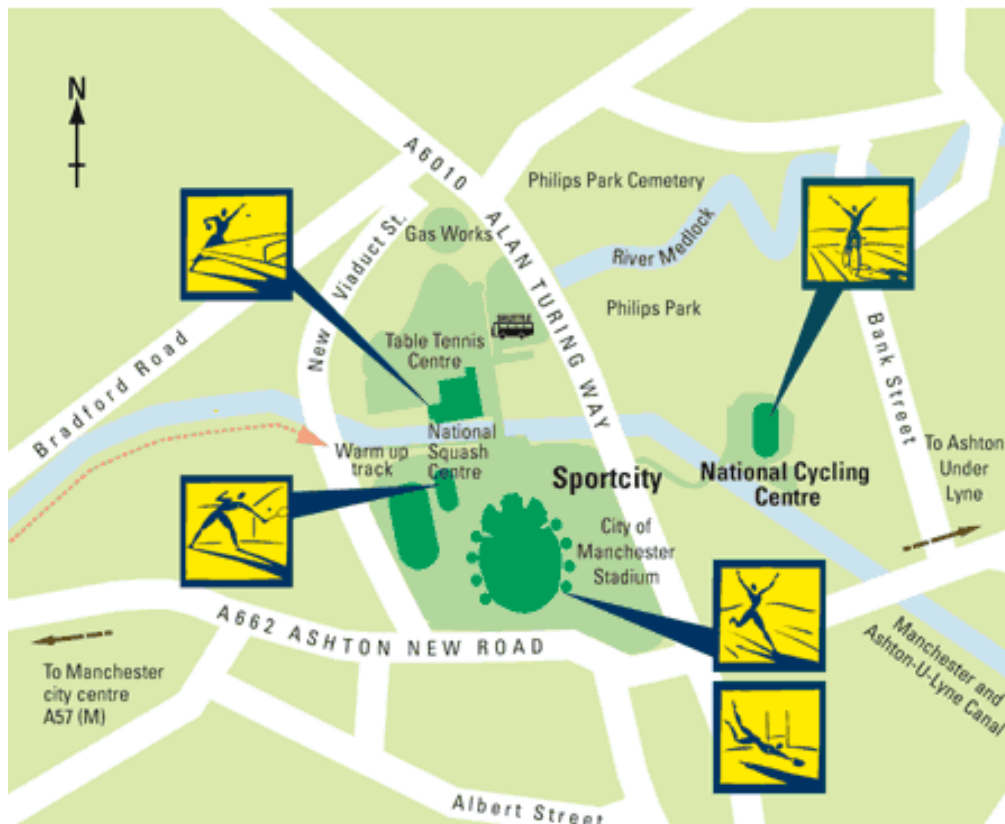 N
A6010
ALAN TURING WAY
Philips Park Cemetery
Gas Works
River Medlock
New Viaduct St.
Philips Park
SHUTTLE
Table Tennis
Centre
Bradford Road
Bank Street
National
Squash
Centre
Warm up
track
Sportcity
National Cycling
Centre
To Ashton
Under
Lyne
City of
Manchester
Stadium
A662 ASHTON NEW ROAD
To Manchester
city centre
A57 (M)
Manchester and
Ashton-U-Lyne Canal
Albert Street